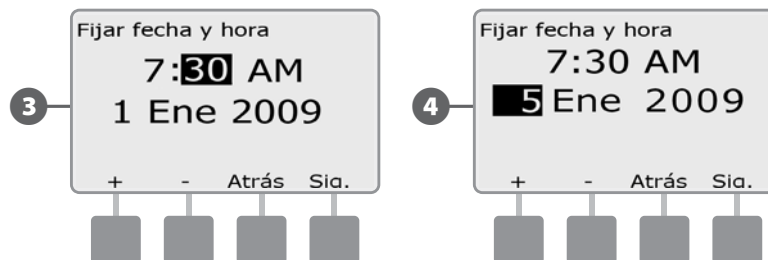 Fijar fecha y hora
7:30 AM
3
1 Ene 2009
+ - Atrás Sig.
Fijar fecha y hora
7:30 AM
4
5 Ene 2009
+ - Atrás Sig.